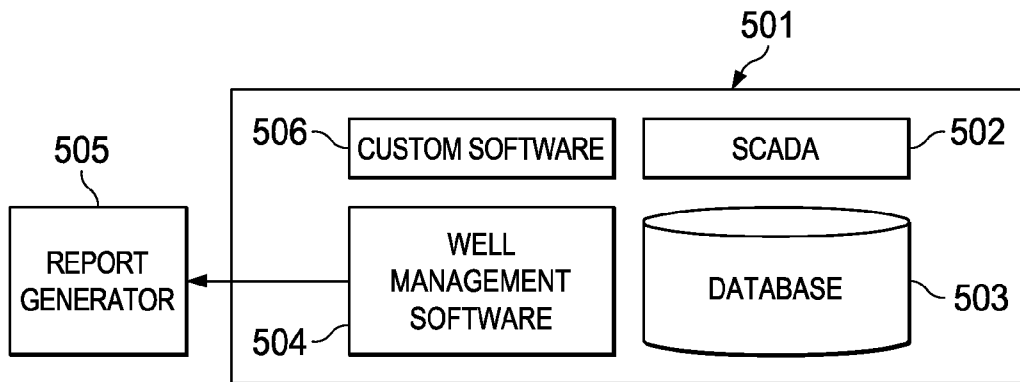 501
506
CUSTOM SOFTWARE
SCADA
502
505
REPORT
GENERATOR
WELL
MANAGEMENT
SOFTWARE
504
DATABASE
503